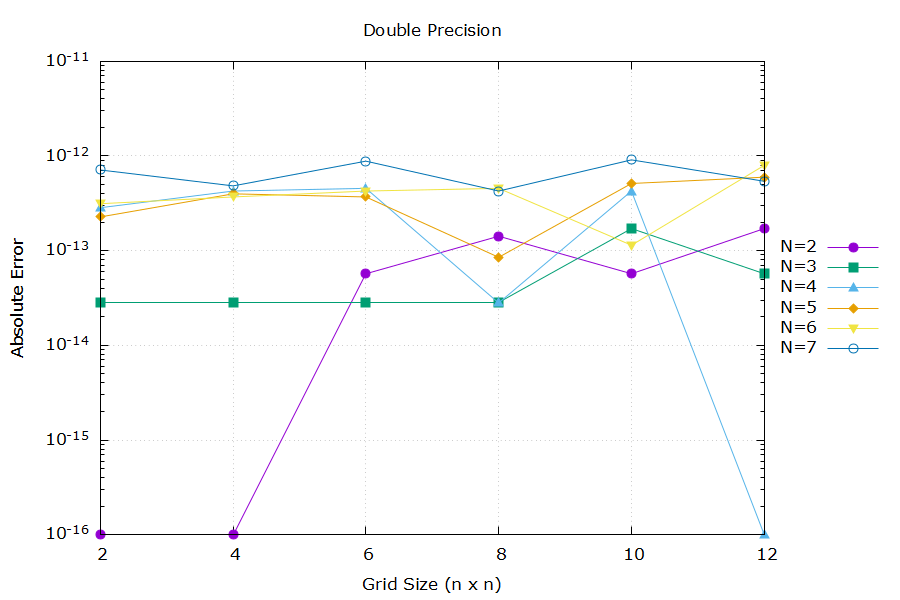 Double Precision
10^-11
10^-12
10^-13
10^-14
10^-15
10^-16
Absolute Error
2 4 6 8 10 12
Grid Size (n x n)
N=2
N=3
N=4
N=5
N=6
N=7